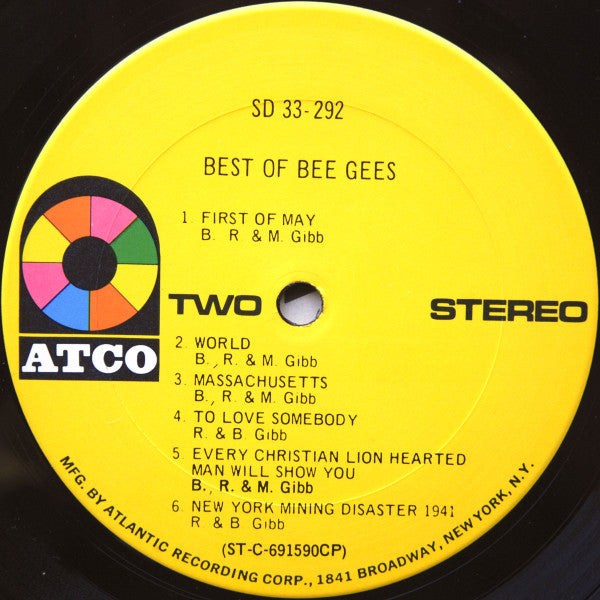 SD 33-292
BEST OF BEE GEES
1. FIRST OF MAY
B. R. & M. Gibb
ATCO
TWO
STEREO
2. WORLD
B., R. & M. Gibb
3. MASSACHUSETTS
B., R. & M. Gibb
4. TO LOVE SOMEBODY
R. & B. Gibb
5. EVERY CHRISTIAN LION HEARTED
MAN WILL SHOW YOU
B., R. & M. Gibb
6. NEW YORK MINING DISASTER 1941
R. & B. Gibb
(ST-C-691590CP)
MFG. BY ATLANTIC RECORDING CORP., 1841 BROADWAY, NEW YORK, N.Y.